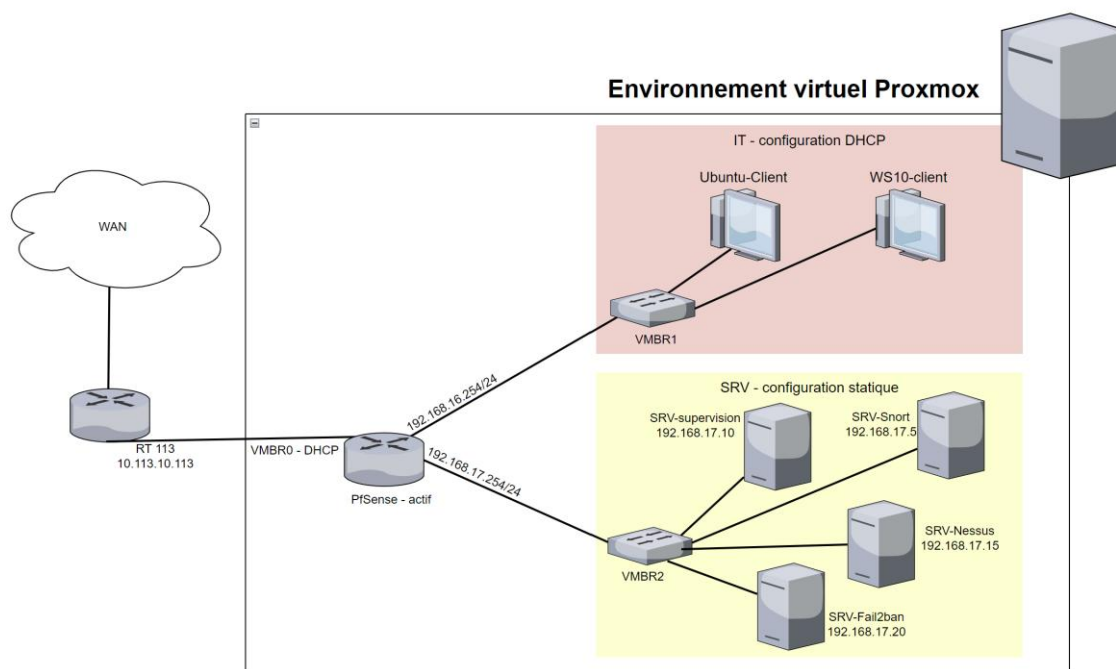 Environnement virtuel Proxmox
IT - configuration DHCP
Ubuntu-Client
WS10-client
VMBR1
WAN
RT 113
10.113.10.113
VMBR0 - DHCP
PfSense - actif
192.168.16.254/24
192.168.17.254/24
SRV - configuration statique
SRV-supervision
192.168.17.10
SRV-Snort
192.168.17.5
VMBR2
SRV-Nessus
192.168.17.15
SRV-Fail2ban
192.168.17.20